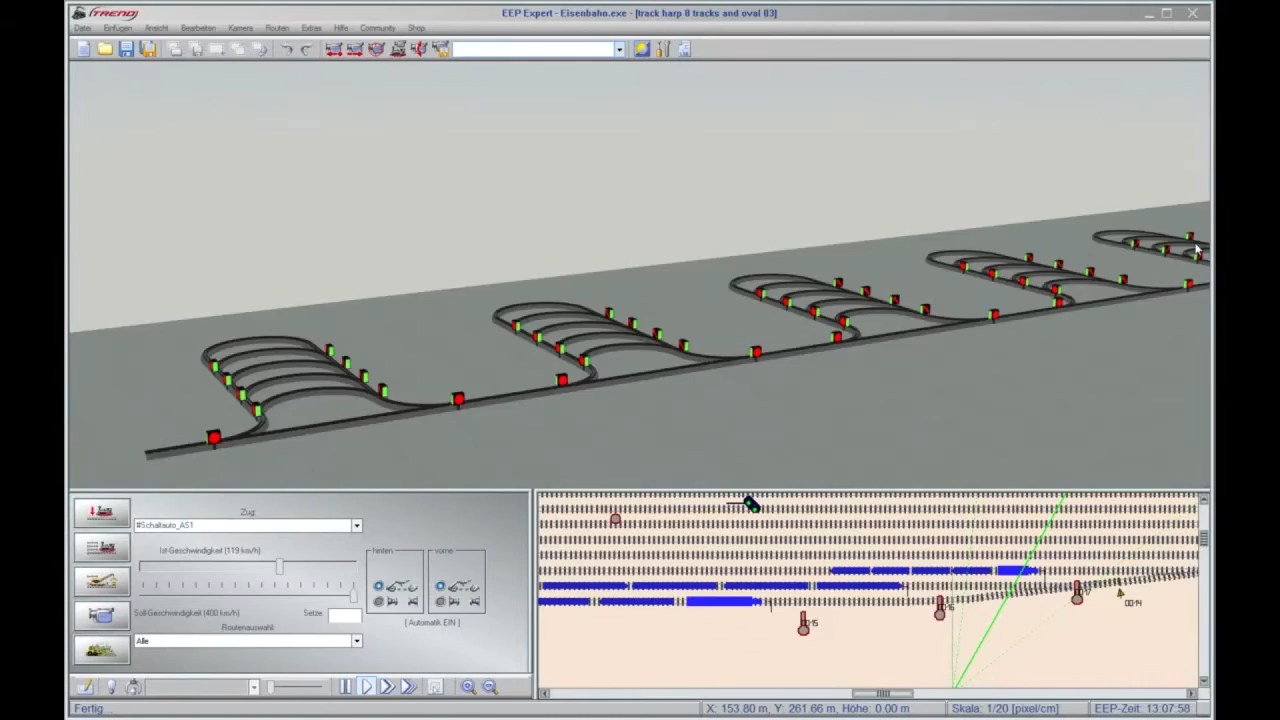 TREND
EEP Expert - Eisenbahn.exe - [track harp 8 tracks and oval 03]
Datei Einfügen Ansicht Bearbeiten Kamera Routen Extras Hilfe Community Shop
Zug:
#Schaltauto_AS1
Ist-Geschwindigkeit (119 km/h)
hinten
vorne
Soll-Geschwindigkeit (400 km/h)
Setze:
[ Automatik EIN ]
Routenauswahl:
Alle
0014
Fertig...
X: 153.80 m, Y: 261.66 m, Höhe: 0.00 m
Skala: 1/20 [pixel/cm]
EEP-Zeit: 13:07:58